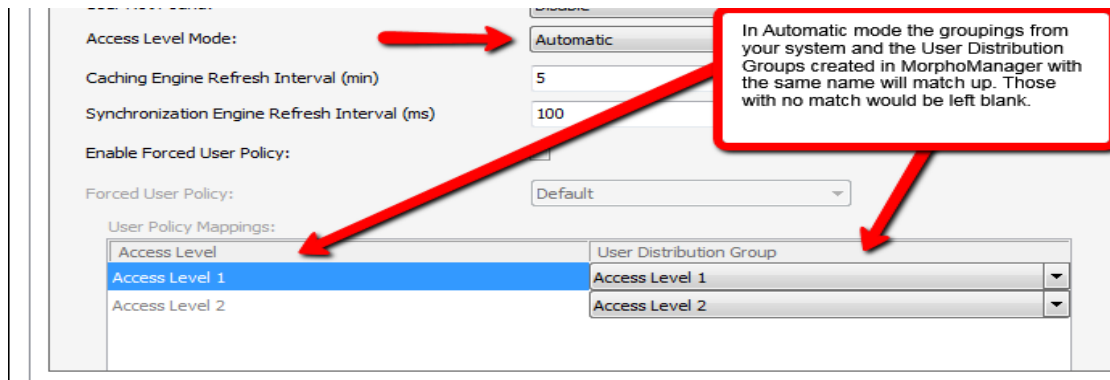 Access Level Mode:
Automatic
In Automatic mode the groupings from
your system and the User Distribution
Groups created in MorphoManager with
the same name will match up. Those
with no match would be left blank.
Caching Engine Refresh Interval (min)
5
Synchronization Engine Refresh Interval (ms)
100
Enable Forced User Policy:
Forced User Policy:
Default
User Policy Mappings:
Access Level
User Distribution Group
Access Level 1
Access Level 1
Access Level 2
Access Level 2